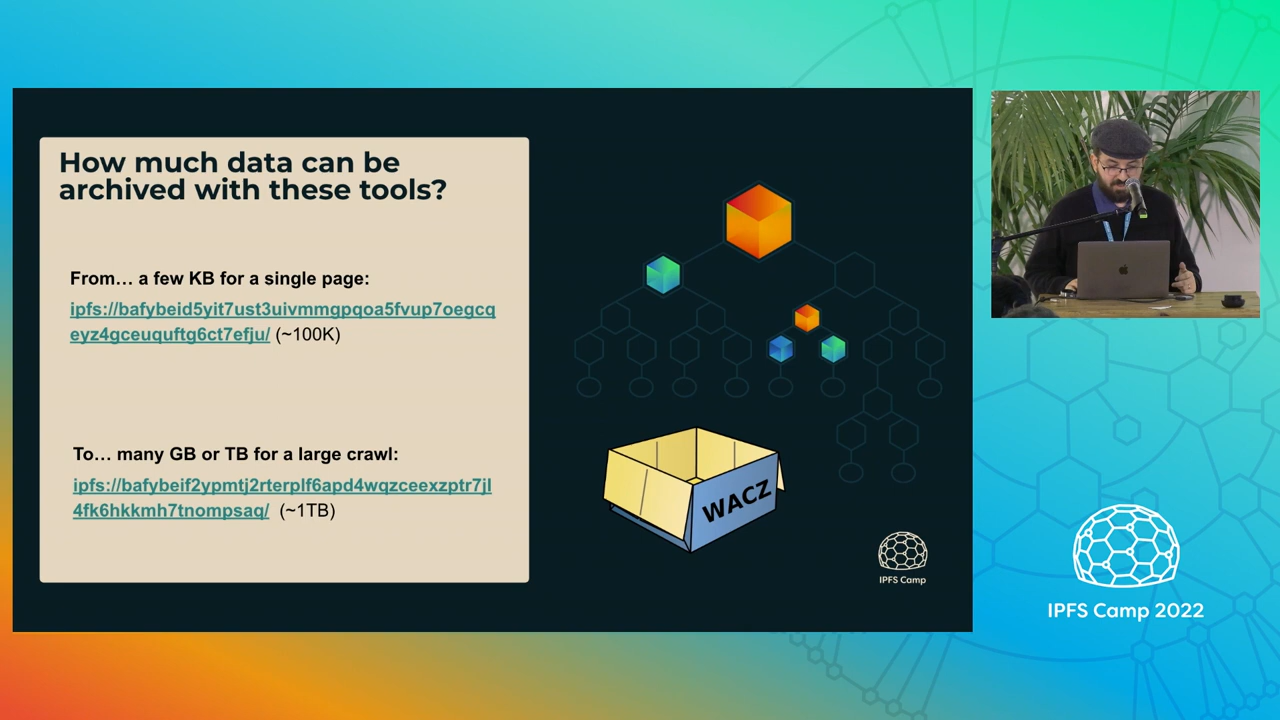 How much data can be
archived with these tools?
From... a few KB for a single page:
ipfs://bafybeid5yit7ust3uivmmgpqoa5fvup7oegcq
eyz4gceuquftg6ct7efju/ (~100K)
To... many GB or TB for a large crawl:
ipfs://bafybeif2ypmtj2rterplf6apd4wqzceexzptr7jl
4fk6hkkmh7tnompsaq/ (~1TB)
WACZ
IPFS Camp
IPFS Camp 2022